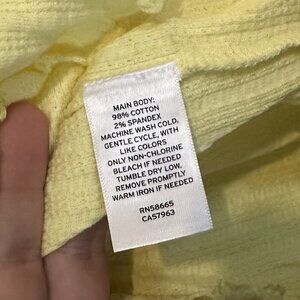 MAIN BODY:
98% COTTON
2% SPANDEX
MACHINE WASH COLD,
GENTLE CYCLE, WITH
LIKE COLORS
ONLY NON-CHLORINE
BLEACH IF NEEDED
TUMBLE DRY LOW,
REMOVE PROMPTLY
WARM IRON IF NEEDED
RN58665
CA57963